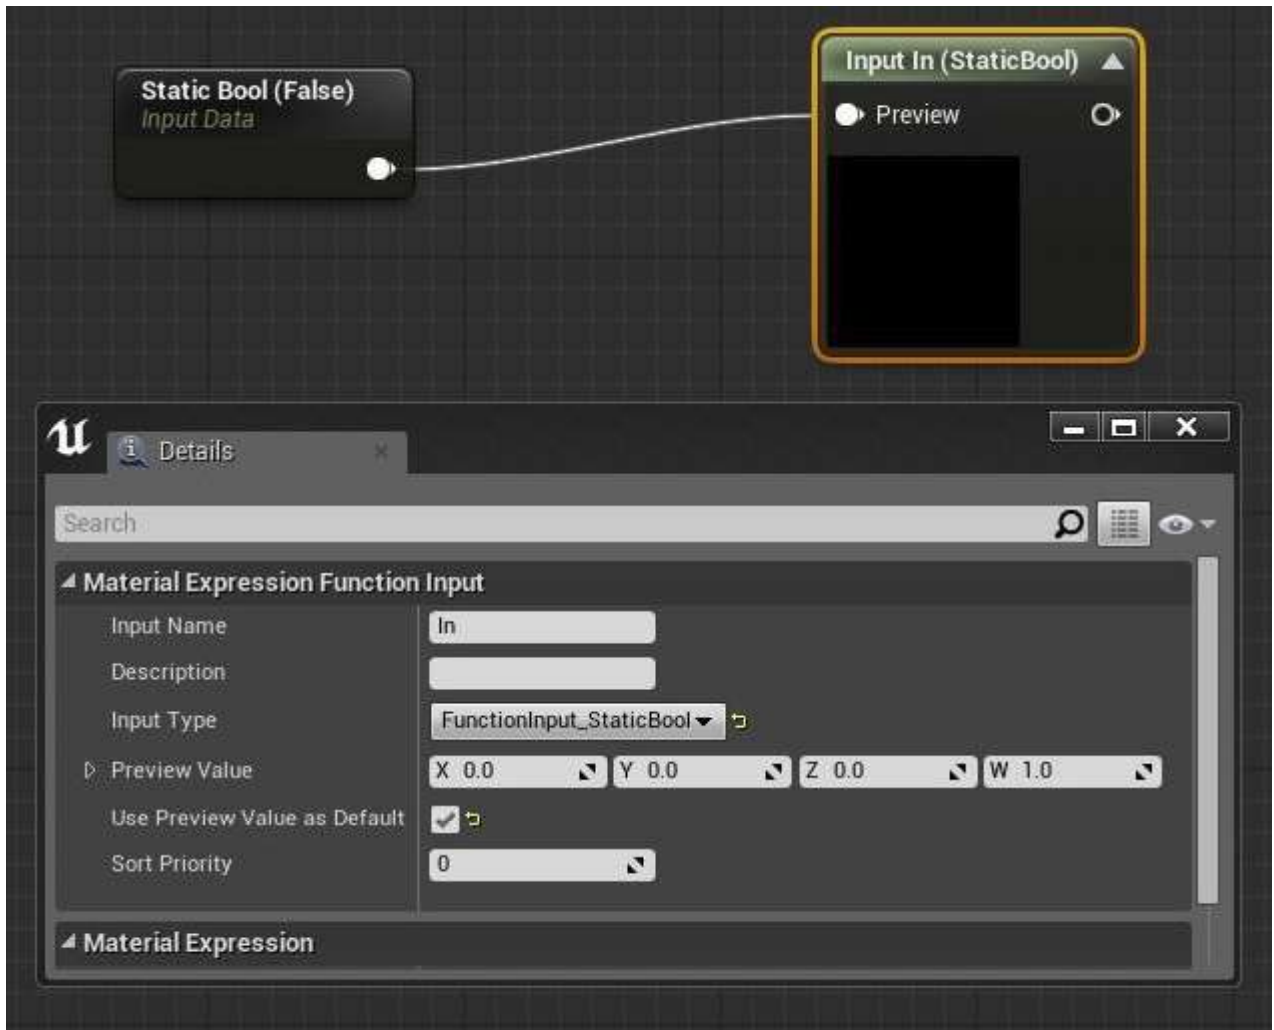 Static Bool (False)
Input Data
Input In (StaticBool)
Preview
Details
Search
Material Expression Function Input
Input Name In
Description
Input Type FunctionInput_StaticBool
Preview Value X 0.0 Y 0.0 Z 0.0 W 1.0
Use Preview Value as Default
Sort Priority 0
Material Expression